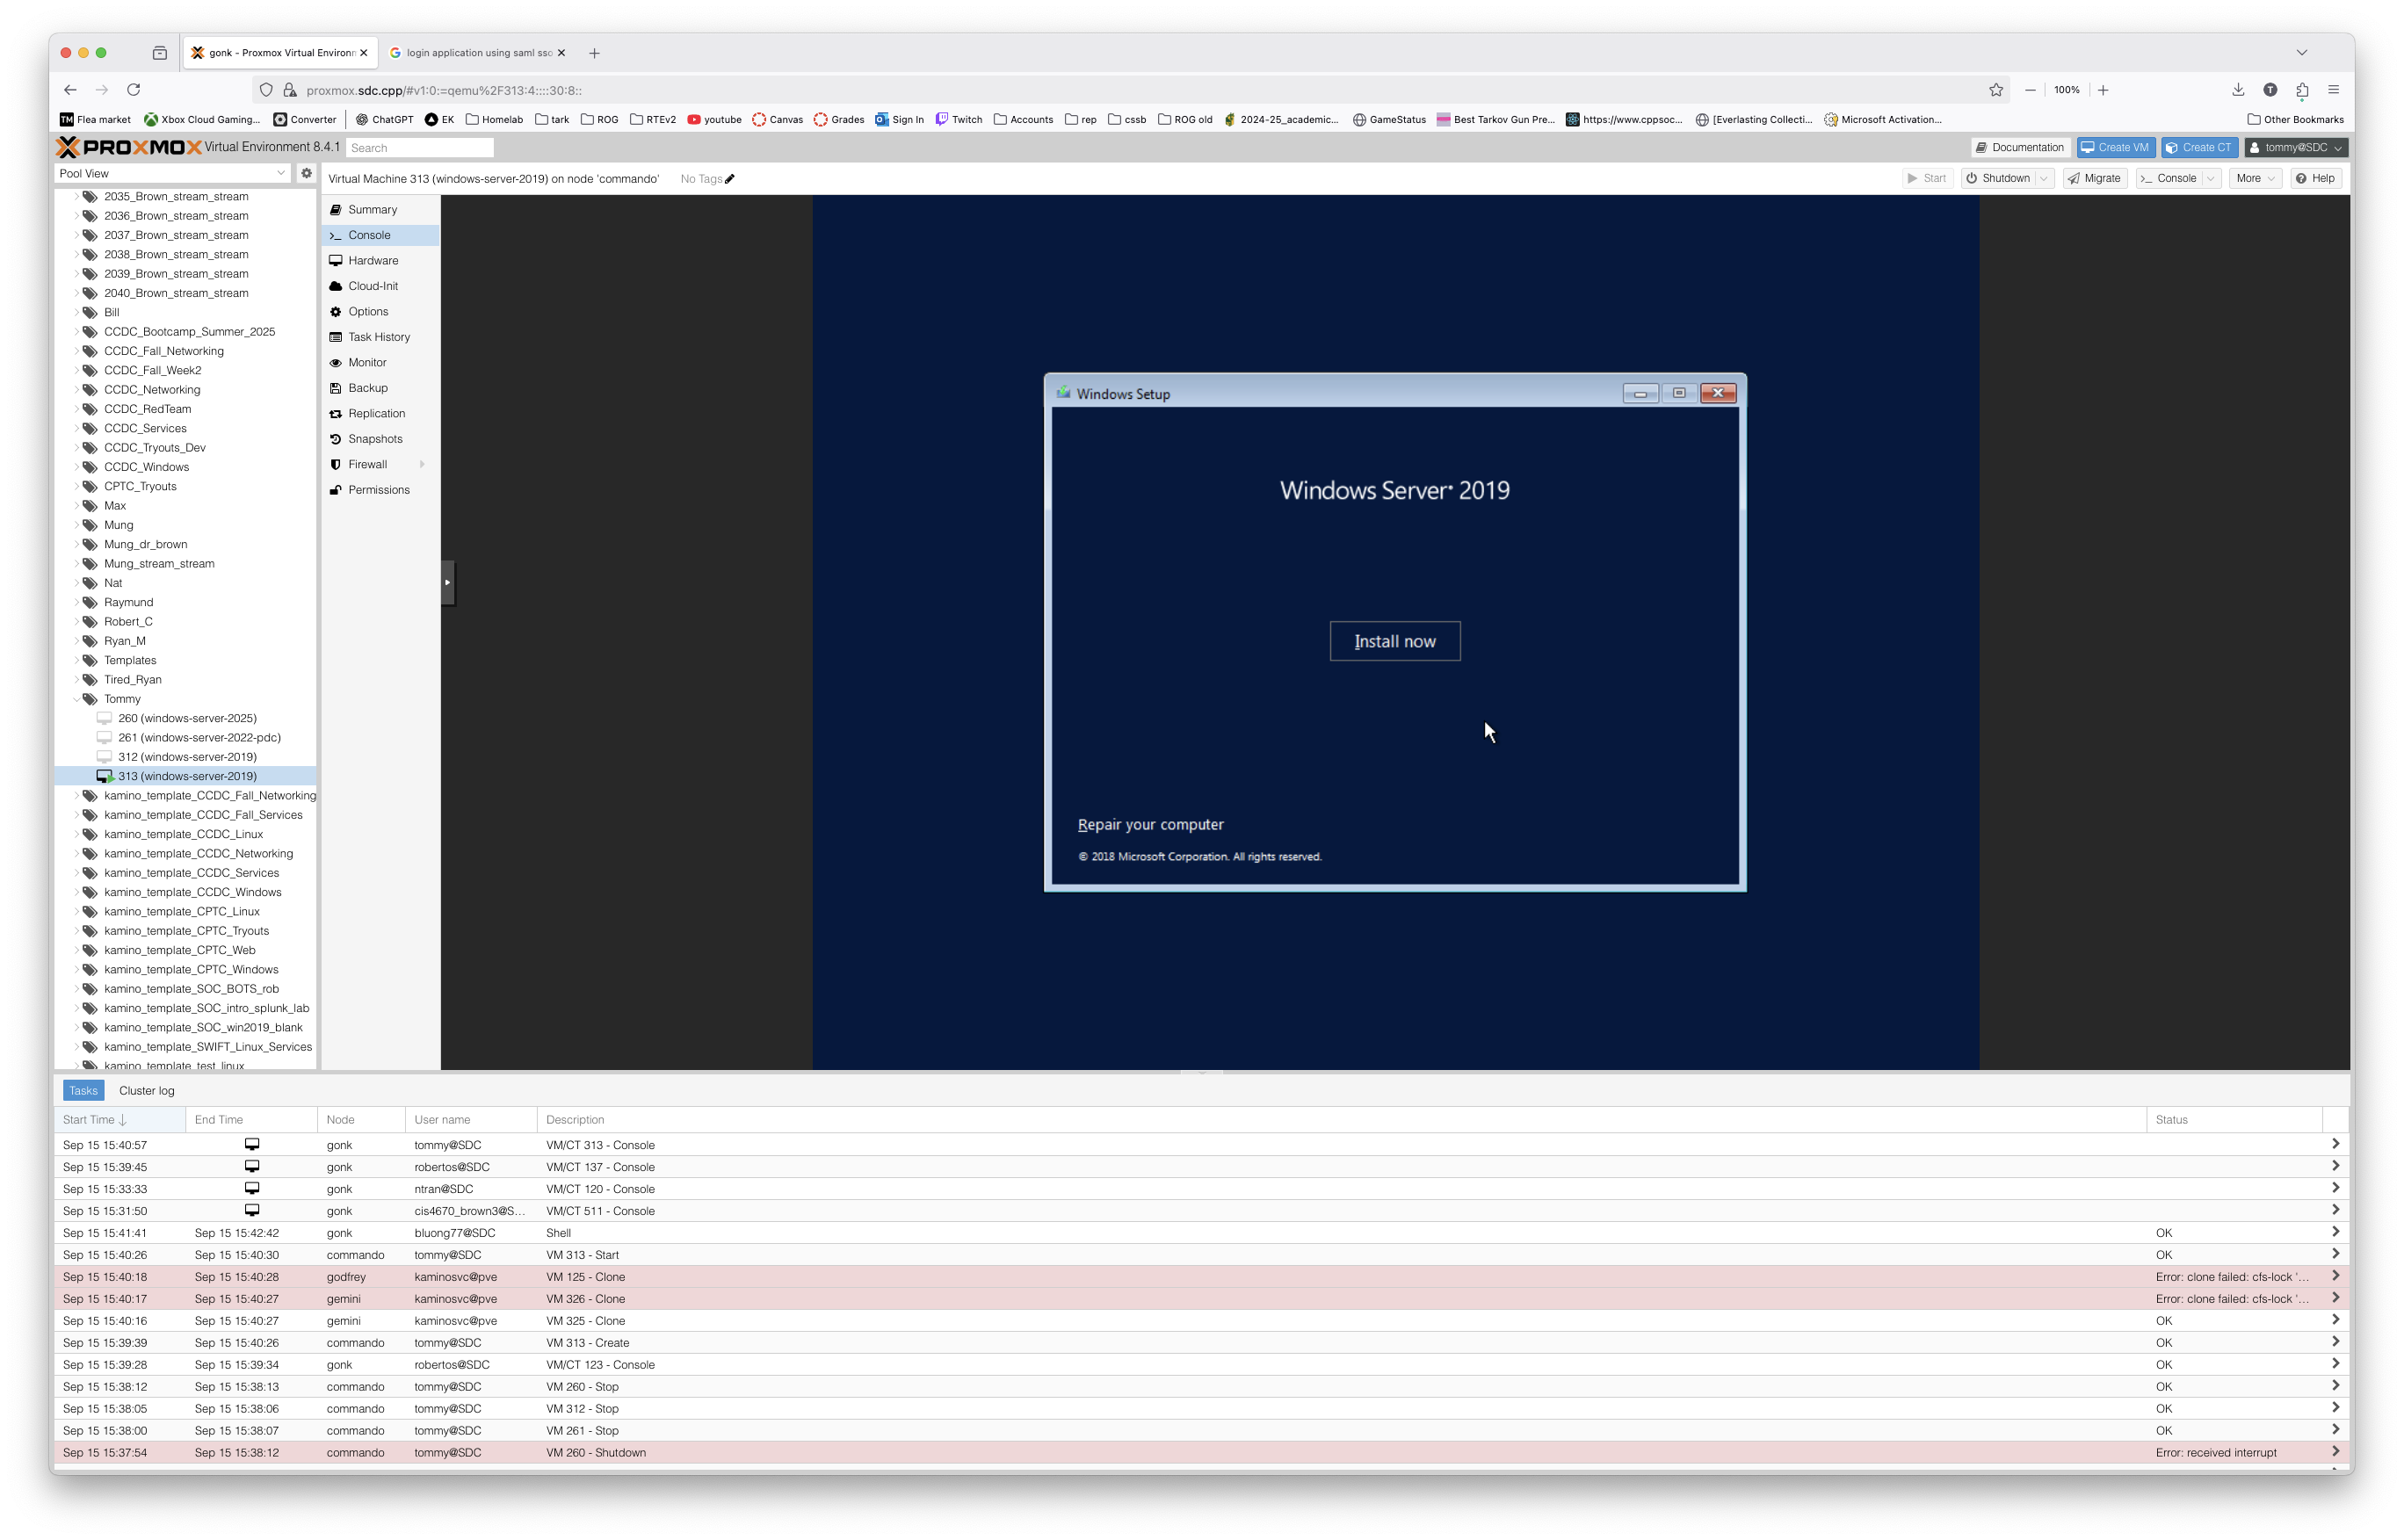 gonk - Proxmox Virtual Environm
login application using saml sso
proxmox.sdc.cpp/#v1:0:=qemu%2F313:4::::30:8::
100%
T
TM Flea market
Xbox Cloud Gaming...
Converter
ChatGPT
EK
Homelab
tark
ROG
RTEv2
youtube
Canvas
Grades
Sign In
Twitch
Accounts
rep
cssb
ROG old
2024-25_academic...
GameStatus
Best Tarkov Gun Pre...
https://www.cppsoc...
[Everlasting Collecti...
Microsoft Activation...
Other Bookmarks
PROXMOX Virtual Environment 8.4.1
Search
Documentation
Create VM
Create CT
tommy@SDC
Pool View
Virtual Machine 313 (windows-server-2019) on node 'commando'
No Tags
Start
Shutdown
Migrate
Console
More
Help
2035_Brown_stream_stream
2036_Brown_stream_stream
2037_Brown_stream_stream
2038_Brown_stream_stream
2039_Brown_stream_stream
2040_Brown_stream_stream
Bill
CCDC_Bootcamp_Summer_2025
CCDC_Fall_Networking
CCDC_Fall_Week2
CCDC_Networking
CCDC_RedTeam
CCDC_Services
CCDC_Tryouts_Dev
CCDC_Windows
CPTC_Tryouts
Max
Mung
Mung_dr_brown
Mung_stream_stream
Nat
Raymund
Robert_C
Ryan_M
Templates
Tired_Ryan
Tommy
260 (windows-server-2025)
261 (windows-server-2022-pdc)
312 (windows-server-2019)
313 (windows-server-2019)
kamino_template_CCDC_Fall_Networking
kamino_template_CCDC_Fall_Services
kamino_template_CCDC_Linux
kamino_template_CCDC_Networking
kamino_template_CCDC_Services
kamino_template_CCDC_Windows
kamino_template_CPTC_Linux
kamino_template_CPTC_Tryouts
kamino_template_CPTC_Web
kamino_template_CPTC_Windows
kamino_template_SOC_BOTS_rob
kamino_template_SOC_intro_splunk_lab
kamino_template_SOC_win2019_blank
kamino_template_SWIFT_Linux_Services
kamino_template_test_linux
Summary
Console
Hardware
Cloud-Init
Options
Task History
Monitor
Backup
Replication
Snapshots
Firewall
Permissions
Windows Setup
Windows Server 2019
Install now
Repair your computer
© 2018 Microsoft Corporation. All rights reserved.
Tasks
Cluster log
Start Time End Time Node User name Description Status
Sep 15 15:40:57 gonk tommy@SDC VM/CT 313 - Console
Sep 15 15:39:45 gonk robertos@SDC VM/CT 137 - Console
Sep 15 15:33:33 gonk ntran@SDC VM/CT 120 - Console
Sep 15 15:31:50 gonk cis4670_brown3@S... VM/CT 511 - Console
Sep 15 15:41:41 Sep 15 15:42:42 gonk bluong77@SDC Shell OK
Sep 15 15:40:26 Sep 15 15:40:30 commando tommy@SDC VM 313 - Start OK
Sep 15 15:40:18 Sep 15 15:40:28 godfrey kaminosvc@pve VM 125 - Clone Error: clone failed: cfs-lock '...
Sep 15 15:40:17 Sep 15 15:40:27 gemini kaminosvc@pve VM 326 - Clone Error: clone failed: cfs-lock '...
Sep 15 15:40:16 Sep 15 15:40:27 gemini kaminosvc@pve VM 325 - Clone OK
Sep 15 15:39:39 Sep 15 15:40:26 commando tommy@SDC VM 313 - Create OK
Sep 15 15:39:28 Sep 15 15:39:34 gonk robertos@SDC VM/CT 123 - Console OK
Sep 15 15:38:12 Sep 15 15:38:13 commando tommy@SDC VM 260 - Stop OK
Sep 15 15:38:05 Sep 15 15:38:06 commando tommy@SDC VM 312 - Stop OK
Sep 15 15:38:00 Sep 15 15:38:07 commando tommy@SDC VM 261 - Stop OK
Sep 15 15:37:54 Sep 15 15:38:12 commando tommy@SDC VM 260 - Shutdown Error: received interrupt